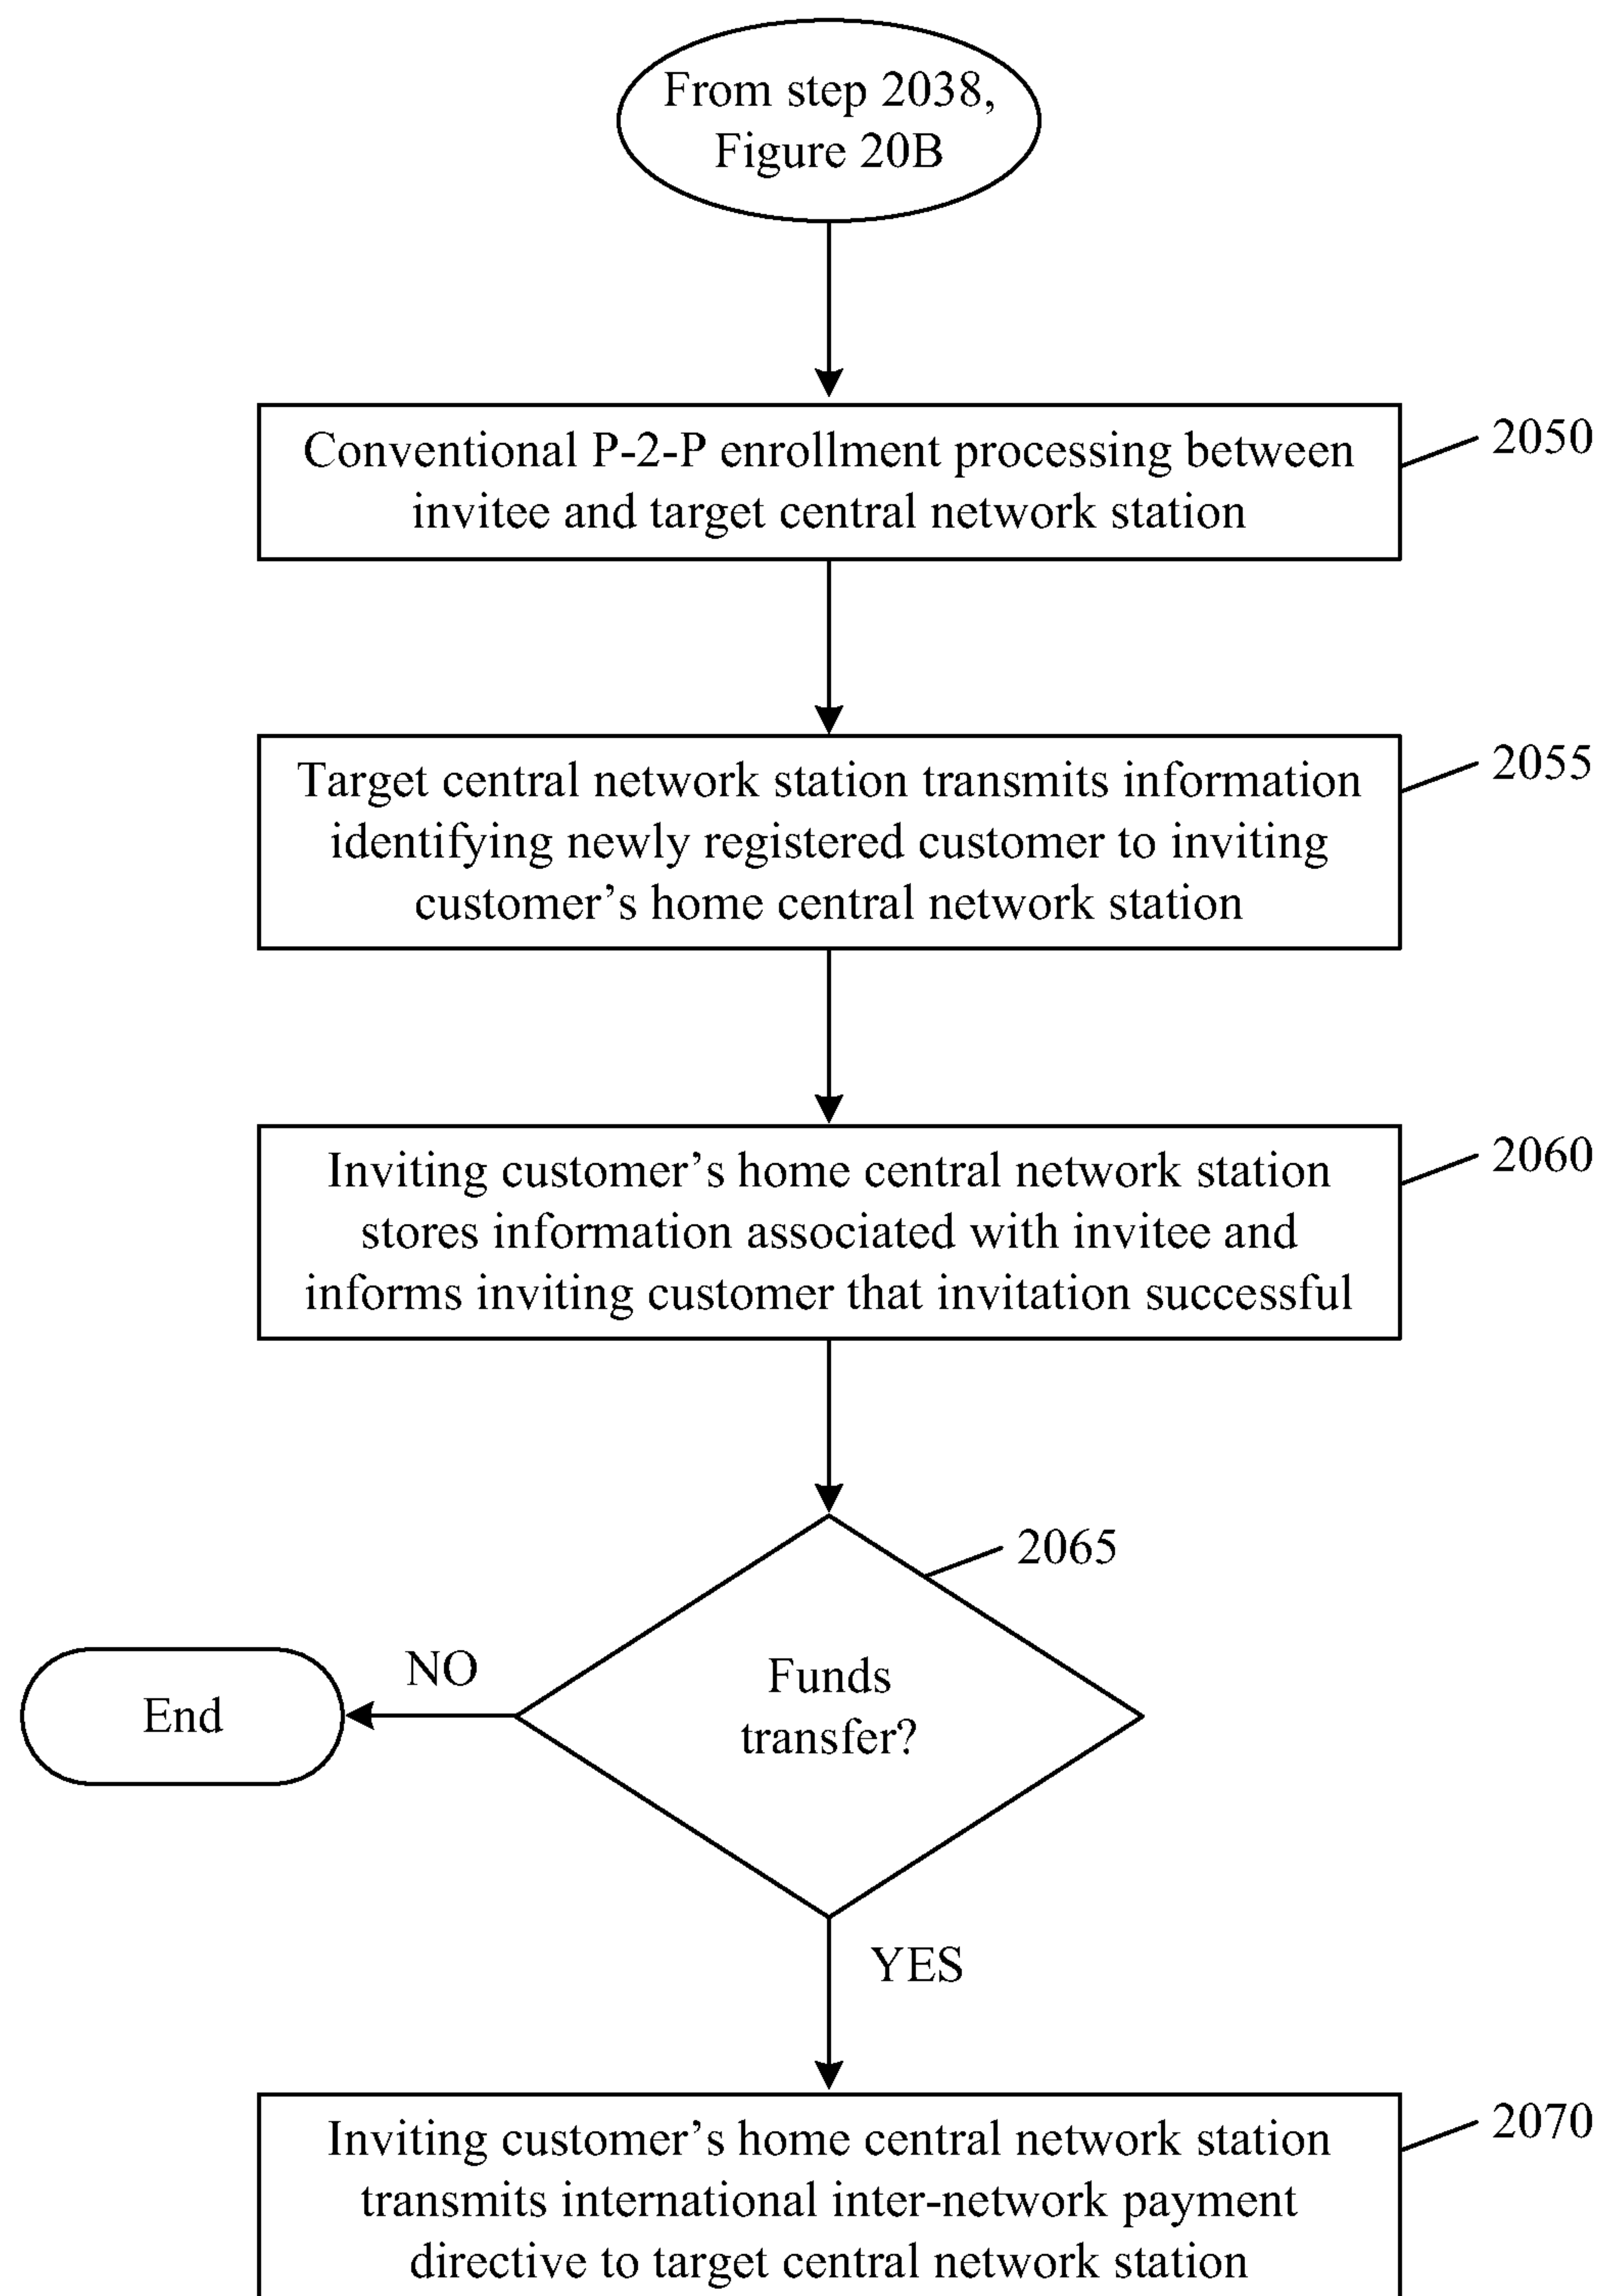 From step 2038,
Figure 20B
Conventional P-2-P enrollment processing between
invitee and target central network station
2050
Target central network station transmits information
identifying newly registered customer to inviting
customer’s home central network station
2055
Inviting customer’s home central network station
stores information associated with invitee and
informs inviting customer that invitation successful
2060
2065
Funds
transfer?
NO
End
YES
Inviting customer’s home central network station
transmits international inter-network payment
directive to target central network station
2070